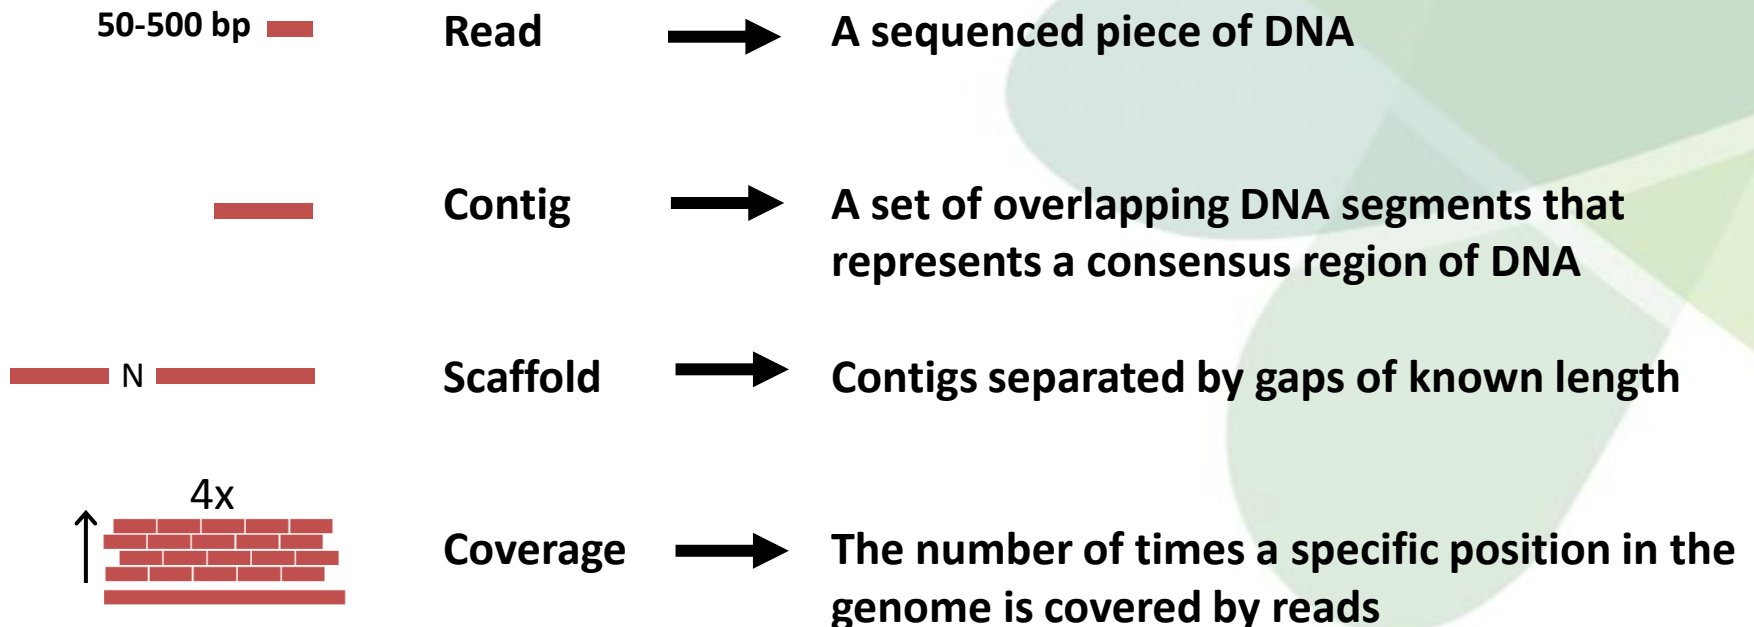 50-500 bp Read A sequenced piece of DNA
Contig A set of overlapping DNA segments that
represents a consensus region of DNA
N Scaffold Contigs separated by gaps of known length
4x
Coverage The number of times a specific position in the
genome is covered by reads